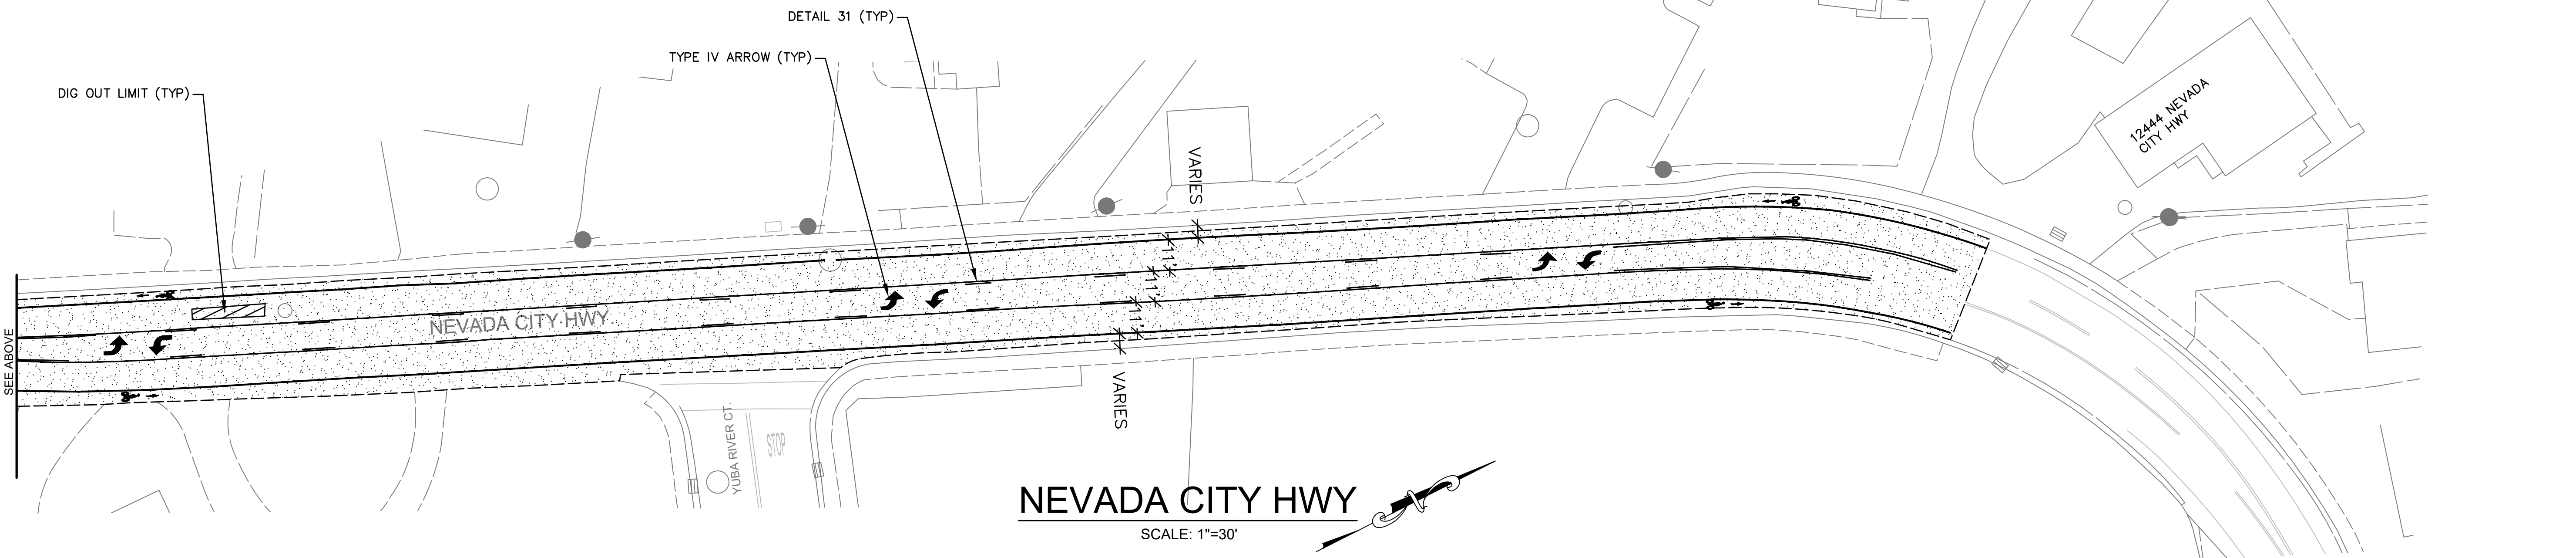 DETAIL 31 (TYP)
TYPE IV ARROW (TYP)
DIG OUT LIMIT (TYP)
12444 NEVADA
CITY HWY
VARIES
11'
11'
11'
NEVADA CITY HWY
SEE ABOVE
VARIES
YUBA RIVER CT.
STOP
NEVADA CITY HWY
SCALE: 1"=30'